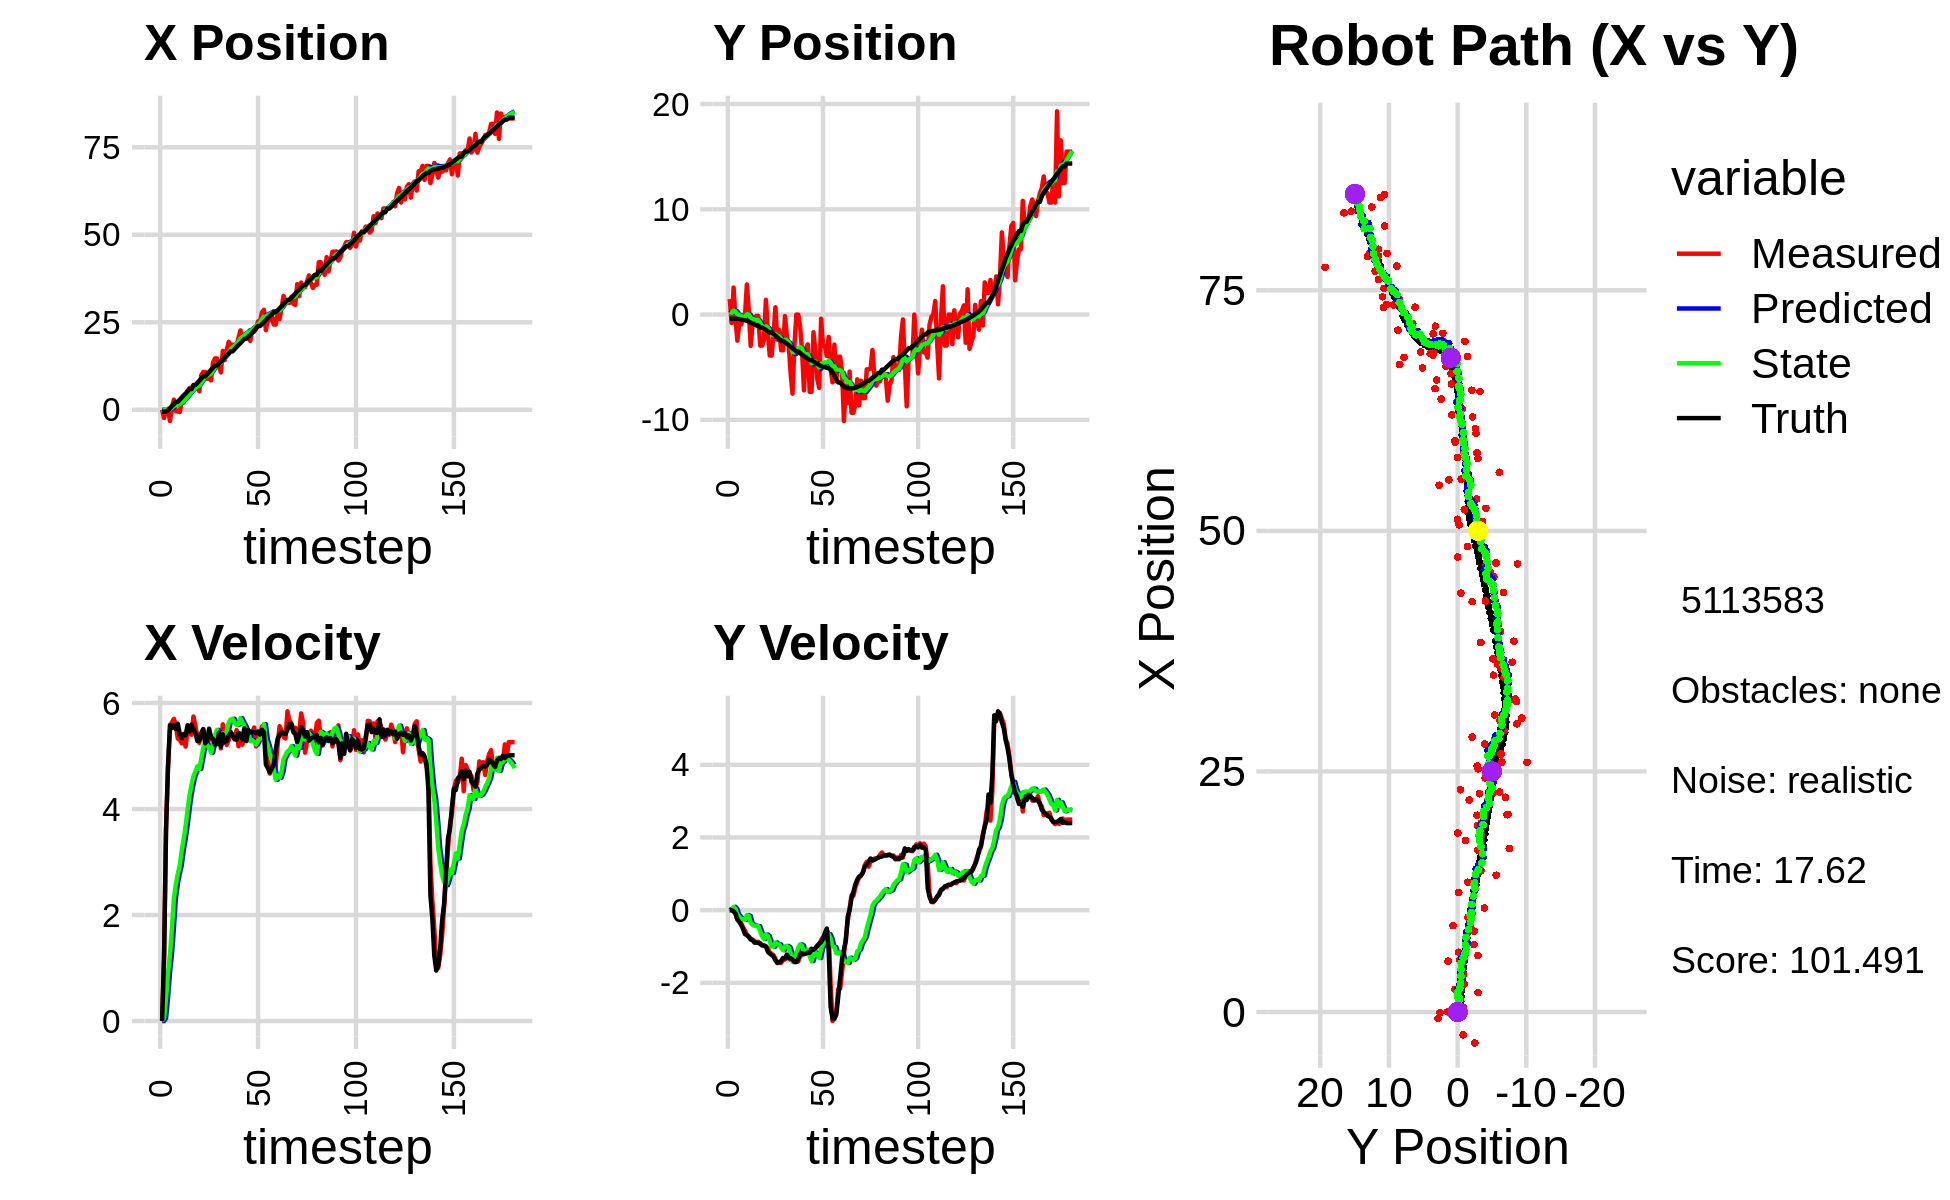 X Position
75
50
25
0
0
50
100
150
timestep
Y Position
20
10
0
-10
0
50
100
150
timestep
X Velocity
6
4
2
0
0
50
100
150
timestep
Y Velocity
4
2
0
-2
0
50
100
150
timestep
Robot Path (X vs Y)
X Position
75
50
25
0
20 10 0 -10 -20
Y Position
variable
Measured
Predicted
State
Truth
5113583
Obstacles: none
Noise: realistic
Time: 17.62
Score: 101.491